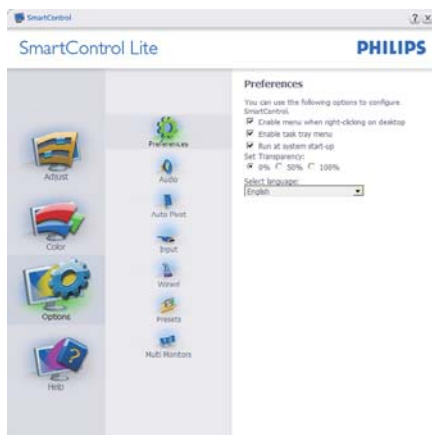 SmartControl
SmartControl Lite
PHILIPS
Adjust
Color
Options
Help
Preferences
Audio
Auto Pivot
Input
Wizard
Presets
Multi Monitors
Preferences
You can use the following options to configure
SmartControl.
Enable menu when right-clicking on desktop
Enable task tray menu
Run at system start-up
Set Transparency:
0% 50% 100%
Select language:
English